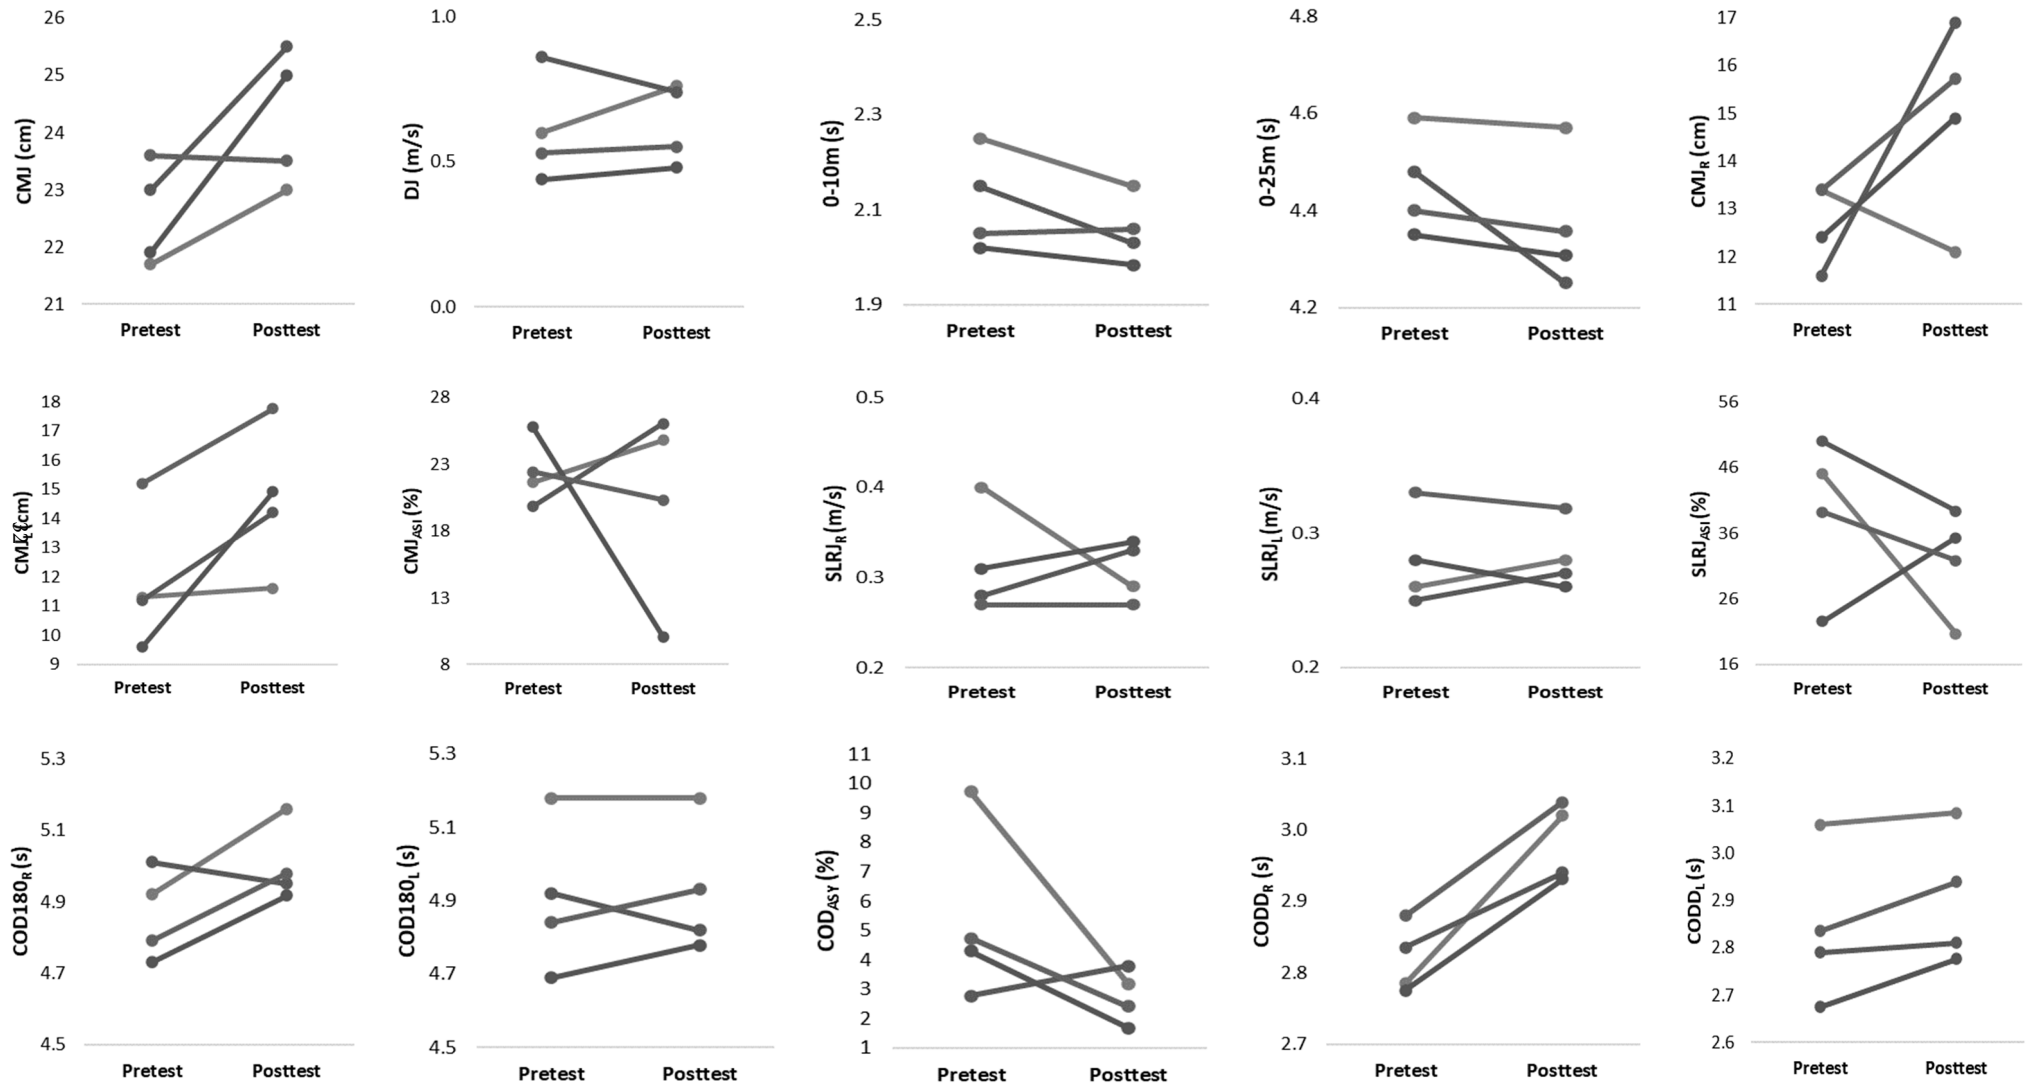 CMJ (cm)
26
25
24
23
22
21
Pretest Posttest
DJ (m/s)
1.0
0.5
0.0
Pretest Posttest
0-10m (s)
2.5
2.3
2.1
1.9
Pretest Posttest
0-25m (s)
4.8
4.6
4.4
4.2
Pretest Posttest
CMJR (cm)
17
16
15
14
13
12
11
Pretest Posttest
CMJL (cm)
18
17
16
15
14
13
12
11
10
9
Pretest Posttest
CMJASI (%)
28
23
18
13
8
Pretest Posttest
SLRJR (m/s)
0.5
0.4
0.3
0.2
Pretest Posttest
SLRJL (m/s)
0.4
0.3
0.2
Pretest Posttest
SLRJASI (%)
56
46
36
26
16
Pretest Posttest
COD180R (s)
5.3
5.1
4.9
4.7
4.5
Pretest Posttest
COD180L (s)
5.3
5.1
4.9
4.7
4.5
Pretest Posttest
CODASY (%)
11
10
9
8
7
6
5
4
3
2
1
Pretest Posttest
CODDR (s)
3.1
3.0
2.9
2.8
2.7
Pretest Posttest
CODDL (s)
3.2
3.1
3.0
2.9
2.8
2.7
2.6
Pretest Posttest